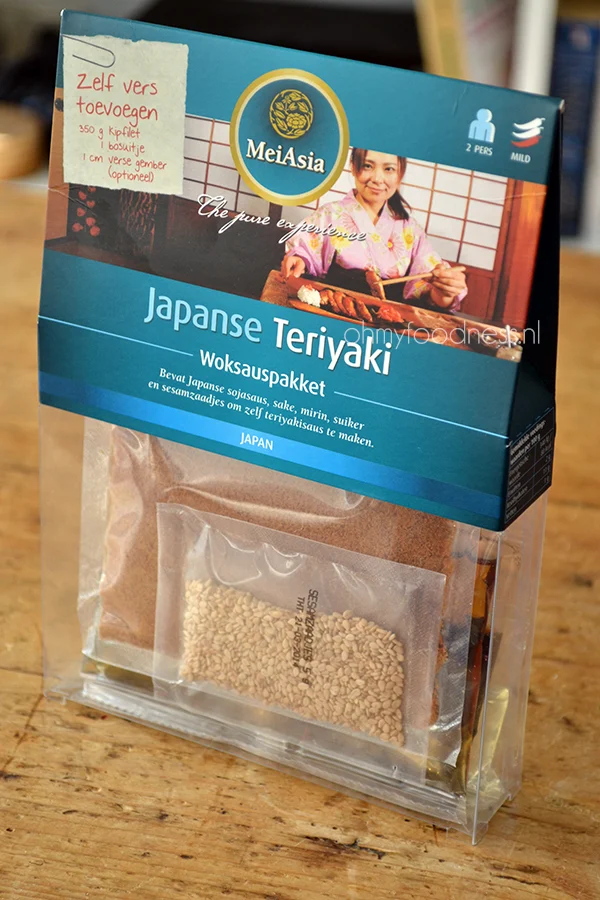 Zelf vers
toevoegen
350 g kipfilet
1 bosuitje
1 cm verse gember
(optioneel)
MeiAsia
The pure experience
2 PERS
MILD
Japanse Teriyaki
ohmyfoodness.nl
Woksauspakket
Bevat Japanse sojasaus, sake, mirin, suiker
en sesamzaadjes om zelf teriyakisaus te maken.
JAPAN
SESAMZAADJES 5 g